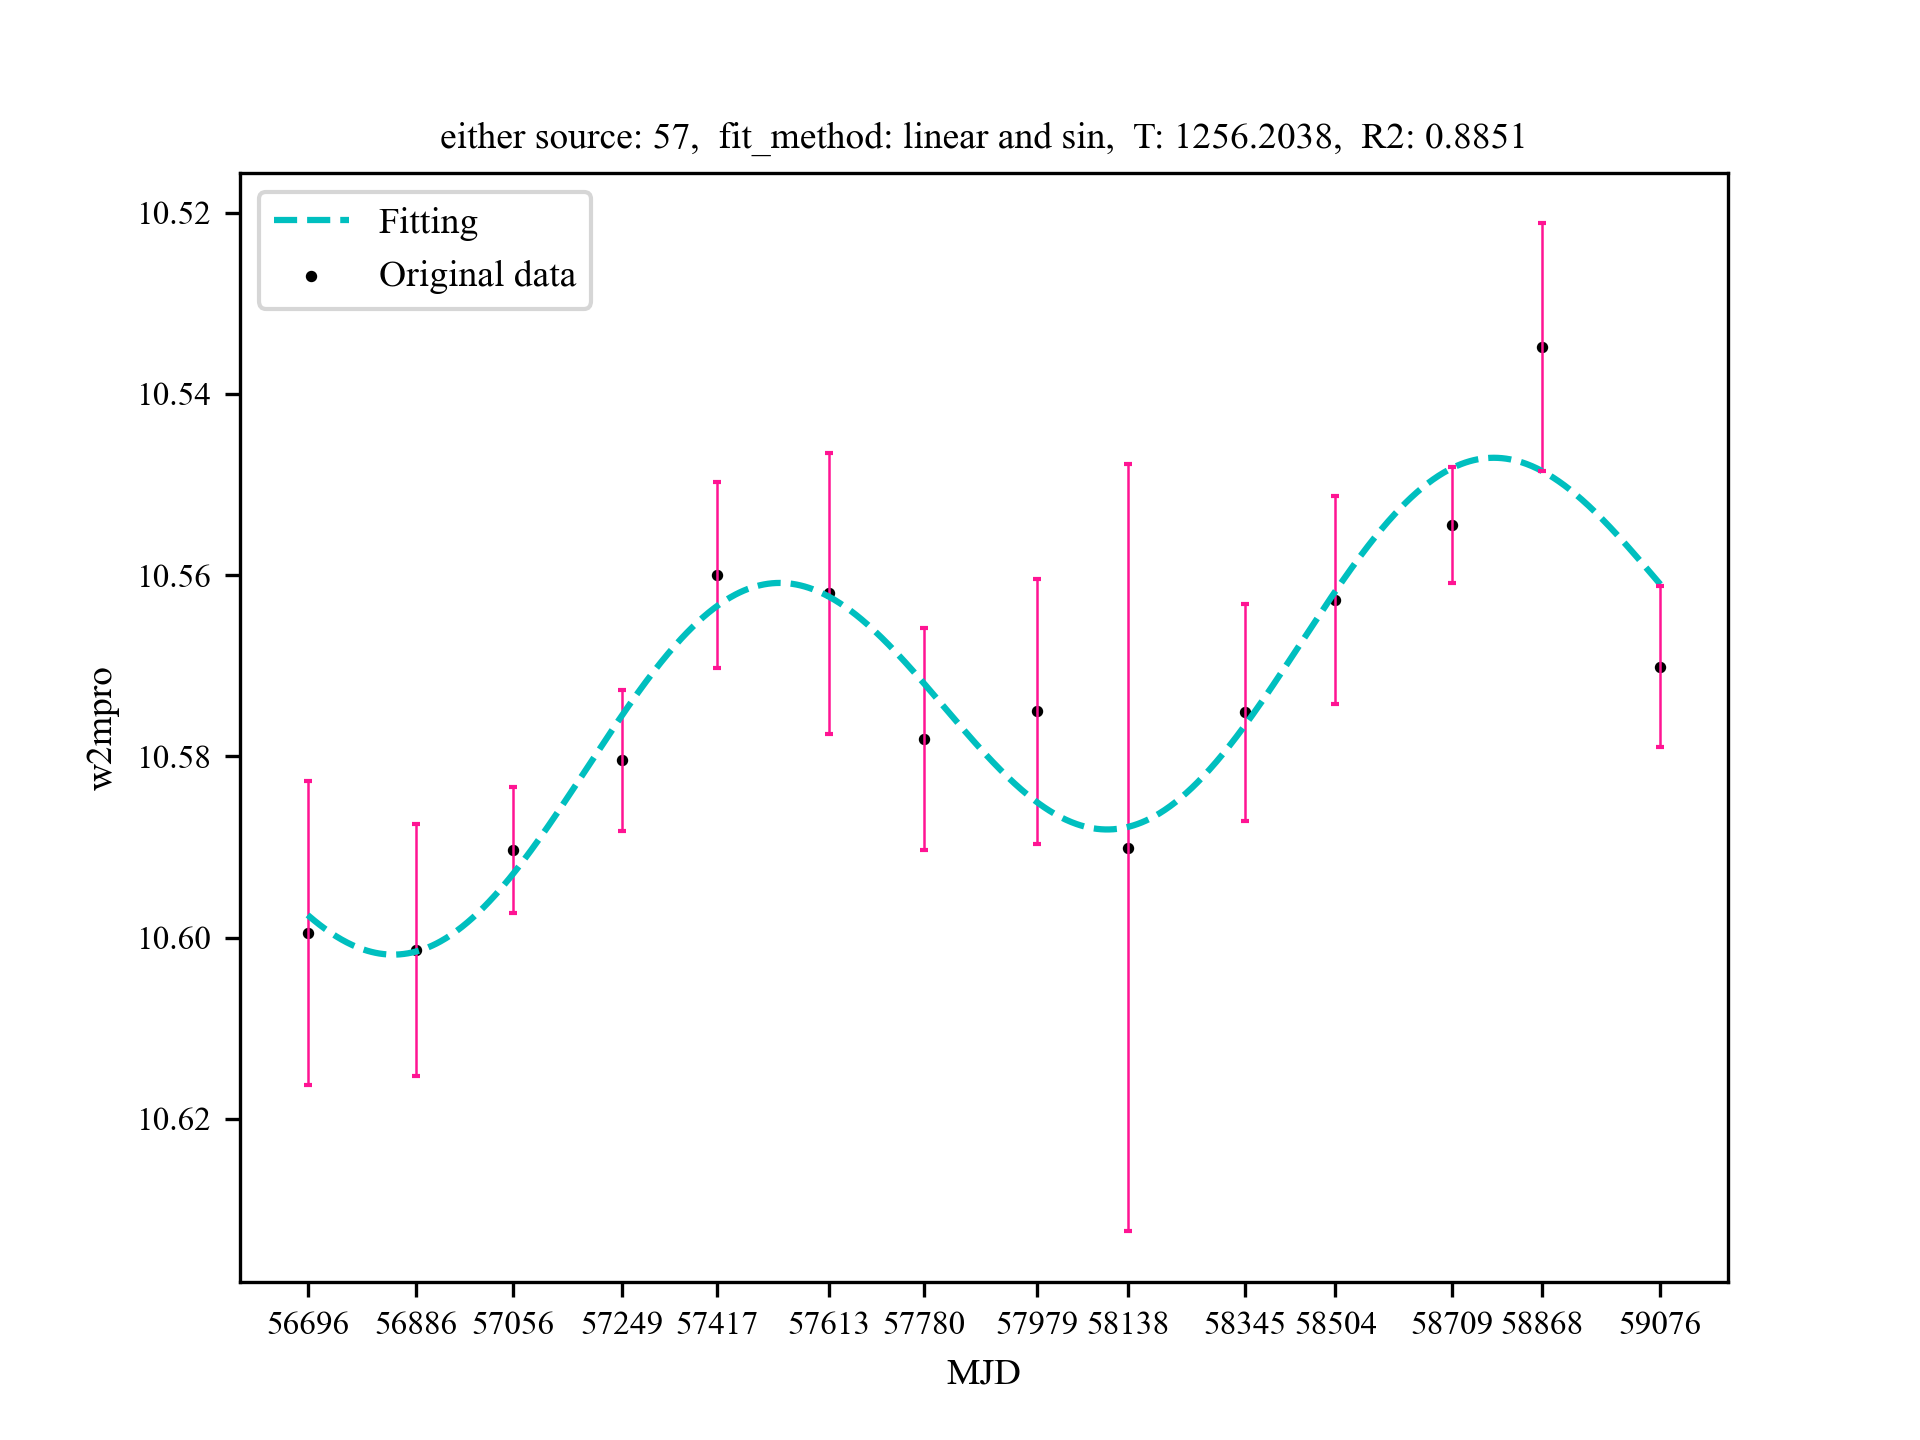 either source: 57,  fit_method: linear and sin,  T: 1256.2038,  R2: 0.8851
Fitting
Original data
10.52
10.54
10.56
10.58
10.60
10.62
w2mpro
56696 56886 57056 57249 57417 57613 57780 57979 58138 58345 58504 58709 58868 59076
MJD